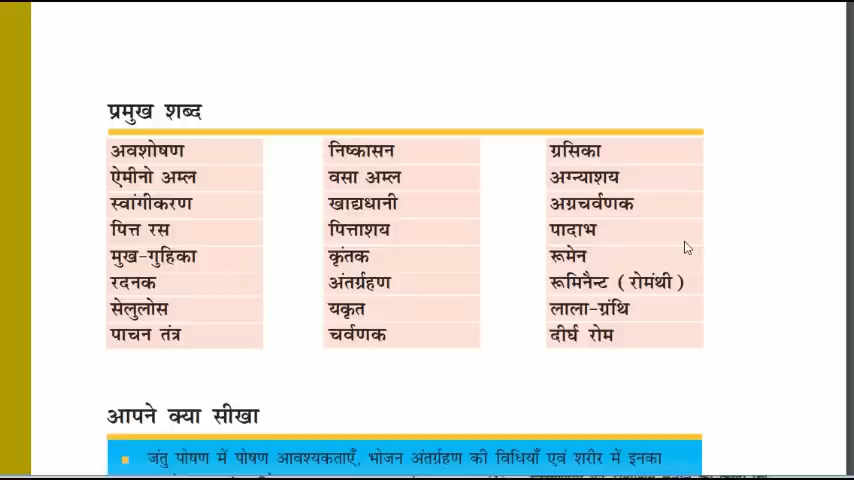 प्रमुख शब्द
अवशोषण
ऐमीनो अम्ल
स्वांगीकरण
पित्त रस
मुख-गुहिका
रदनक
सेलुलोस
पाचन तंत्र
निष्कासन
वसा अम्ल
खाद्यधानी
पित्ताशय
कृंतक
अंतर्ग्रहण
यकृत
चर्वणक
ग्रसिका
अग्न्याशय
अग्रचर्वणक
पादाभ
रूमेन
रूमिनैन्ट ( रोमंथी )
लाला-ग्रंथि
दीर्घ रोम
आपने क्या सीखा
जंतु पोषण में पोषण आवश्यकताएँ, भोजन अंतर्ग्रहण की विधियाँ एवं शरीर में इनका